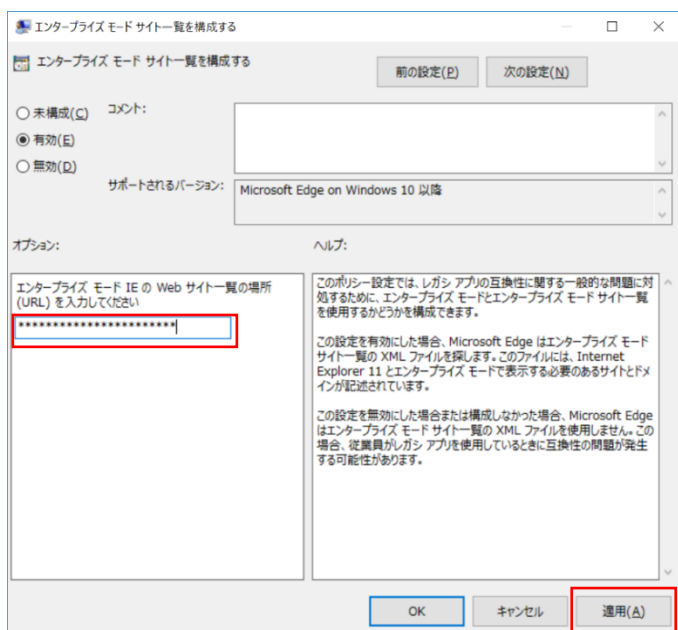 エンタープライズ モード サイト一覧を構成する
エンタープライズ モード サイト一覧を構成する
前の設定(P)
次の設定(N)
未構成(C)
コメント:
有効(E)
無効(D)
サポートされるバージョン:
Microsoft Edge on Windows 10 以降
オプション:
ヘルプ:
エンタープライズ モード IE の Web サイト一覧の場所
(URL) を入力してください
***********************
このポリシー設定では、レガシ アプリの互換性に関する一般的な問題に対
処するために、エンタープライズ モードとエンタープライズ モード サイト一覧
を使用するかどうかを構成できます。
この設定を有効にした場合、Microsoft Edge はエンタープライズ モード
サイト一覧の XML ファイルを探します。このファイルには、Internet
Explorer 11 とエンタープライズ モードで表示する必要のあるサイトとドメ
インが記述されています。
この設定を無効にした場合または構成しなかった場合、Microsoft Edge
はエンタープライズ モード サイト一覧の XML ファイルを使用しません。この
場合、従業員がレガシ アプリを使用しているときに互換性の問題が発生
する可能性があります。
OK
キャンセル
適用(A)